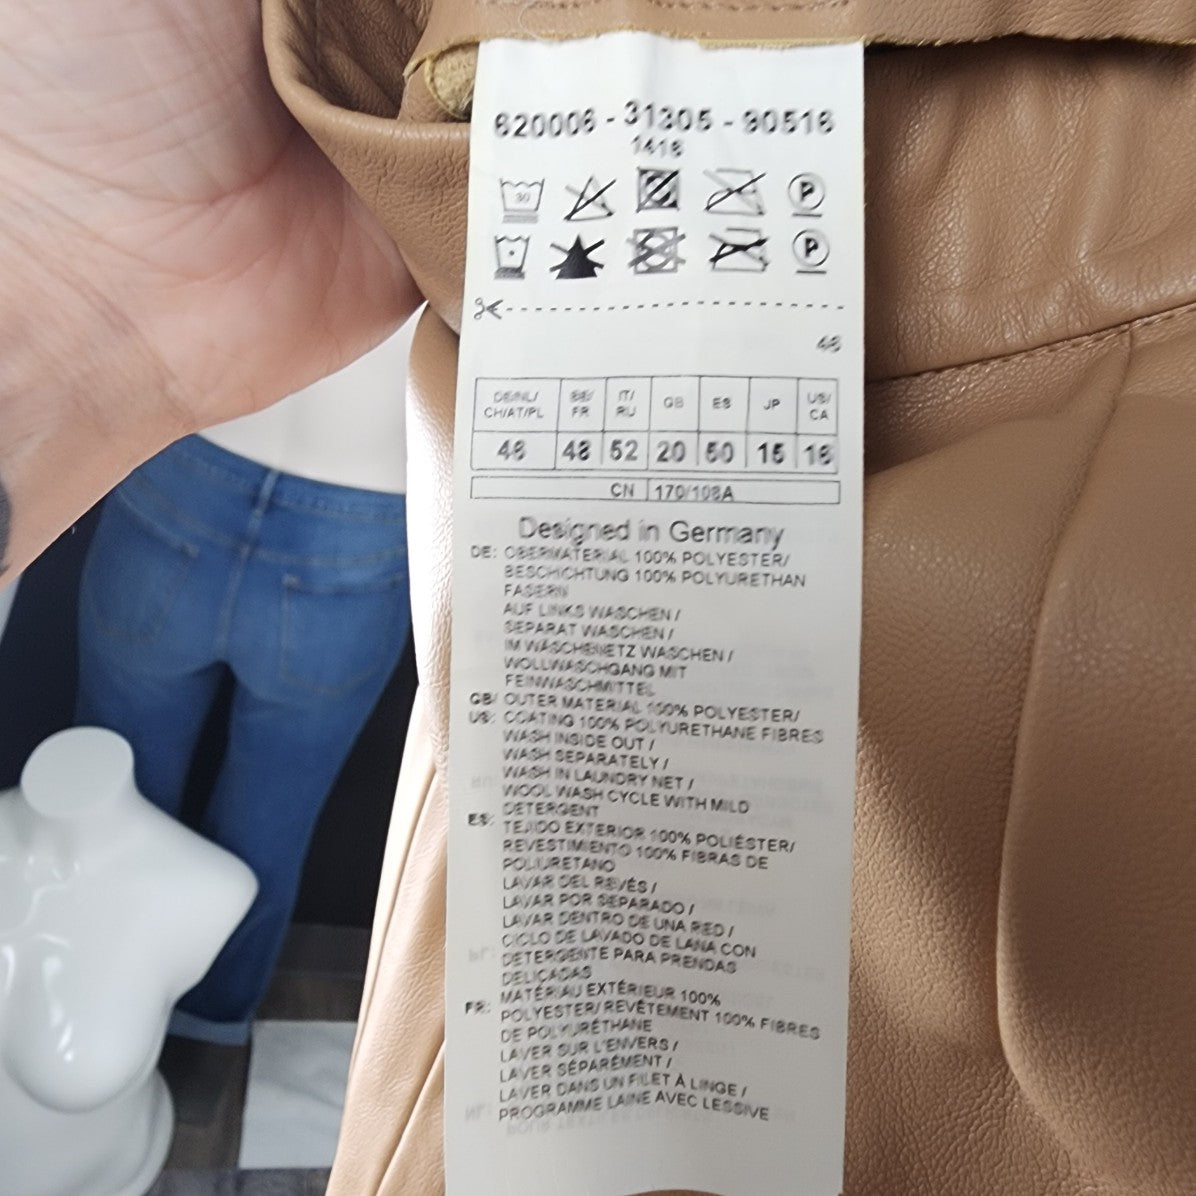 620006 - 31305 - 90516
1416
30
P
P
46
DE/NL/ CH/AT/PL BE/ FR IT/ RU GB ES JP US/ CA
46 48 52 20 50 15 16
CN 170/108A
Designed in Germany
DE: OBERMATERIAL 100% POLYESTER/
BESCHICHTUNG 100% POLYURETHAN
FASERN
AUF LINKS WASCHEN /
SEPARAT WASCHEN /
IM WASCHENETZ WASCHEN /
WOLLWASCHGANG MIT
FEINWASCHMITTEL
GB/ OUTER MATERIAL 100% POLYESTER/
US: COATING 100% POLYURETHANE FIBRES
WASH INSIDE OUT /
WASH SEPARATELY /
WASH IN LAUNDRY NET /
WOOL WASH CYCLE WITH MILD
DETERGENT
ES: TEJIDO EXTERIOR 100% POLIÉSTER/
REVESTIMIENTO 100% FIBRAS DE
POLIURETANO
LAVAR DEL REVÉS /
LAVAR POR SEPARADO /
LAVAR DENTRO DE UNA RED /
CICLO DE LAVADO DE LANA CON
DETERGENTE PARA PRENDAS
DELICADAS
FR: MATÉRIAU EXTÉRIEUR 100%
POLYESTER/ REVÊTEMENT 100% FIBRES
DE POLYURÉTHANE
LAVER SUR L'ENVERS /
LAVER SÉPARÉMENT /
LAVER DANS UN FILET À LINGE /
PROGRAMME LAINE AVEC LESSIVE